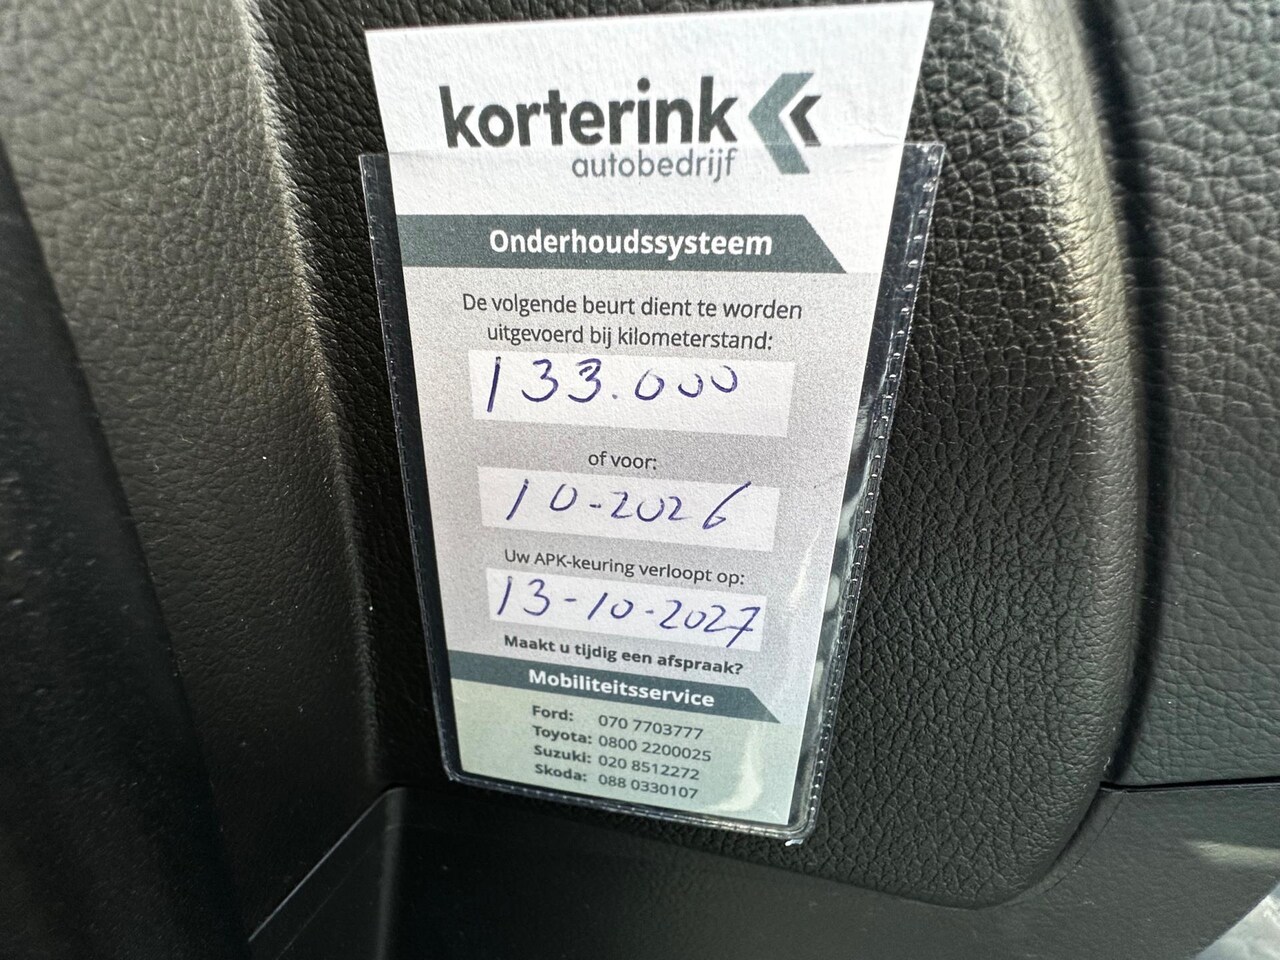 korterink
autobedrijf
Onderhoudssysteem
De volgende beurt dient te worden
uitgevoerd bij kilometerstand:
133.000
of voor:
10-2026
Uw APK-keuring verloopt op:
13-10-2027
Maakt u tijdig een afspraak?
Mobiliteitsservice
Ford: 070 7703777
Toyota: 0800 2200025
Suzuki: 020 8512272
Skoda: 088 0330107